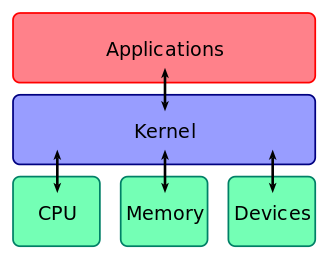 Applications
Kernel
CPU
Memory
Devices